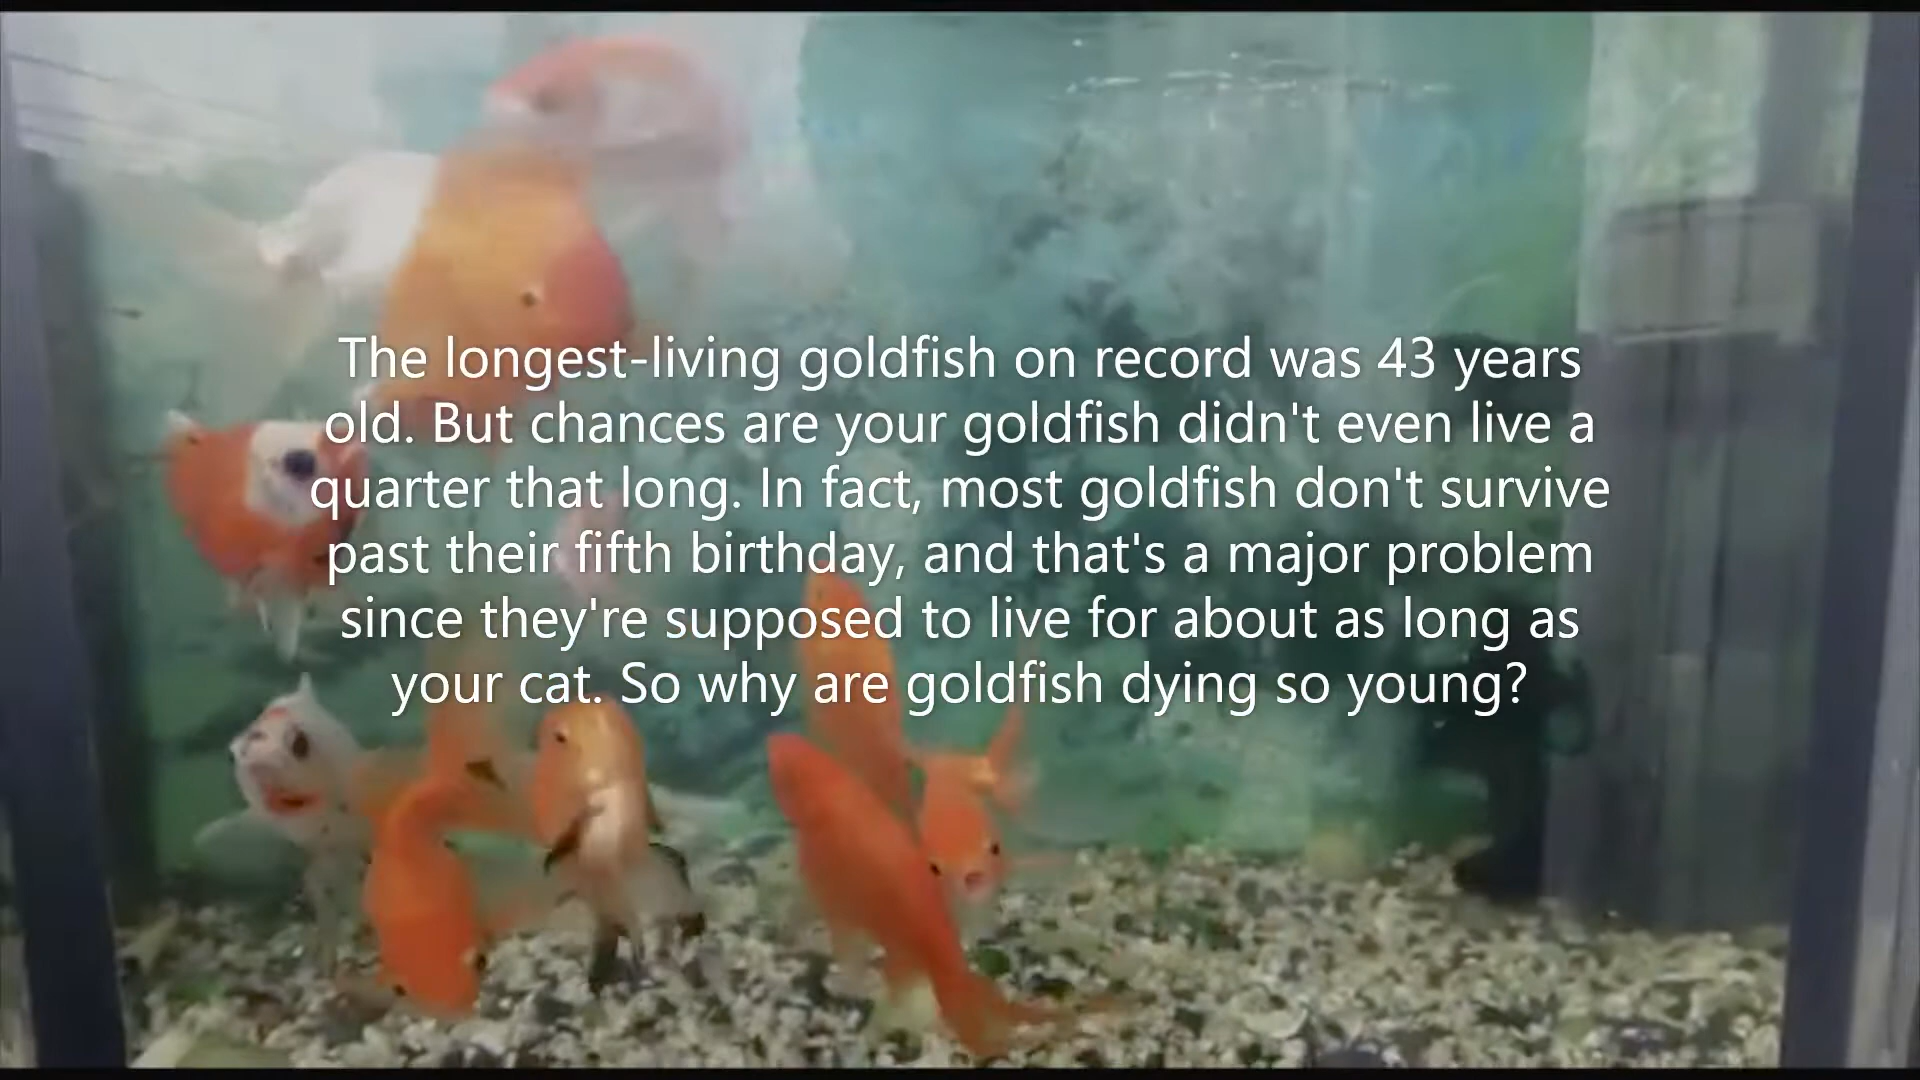 The longest-living goldfish on record was 43 years
old. But chances are your goldfish didn't even live a
quarter that long. In fact, most goldfish don't survive
past their fifth birthday, and that's a major problem
since they're supposed to live for about as long as
your cat. So why are goldfish dying so young?